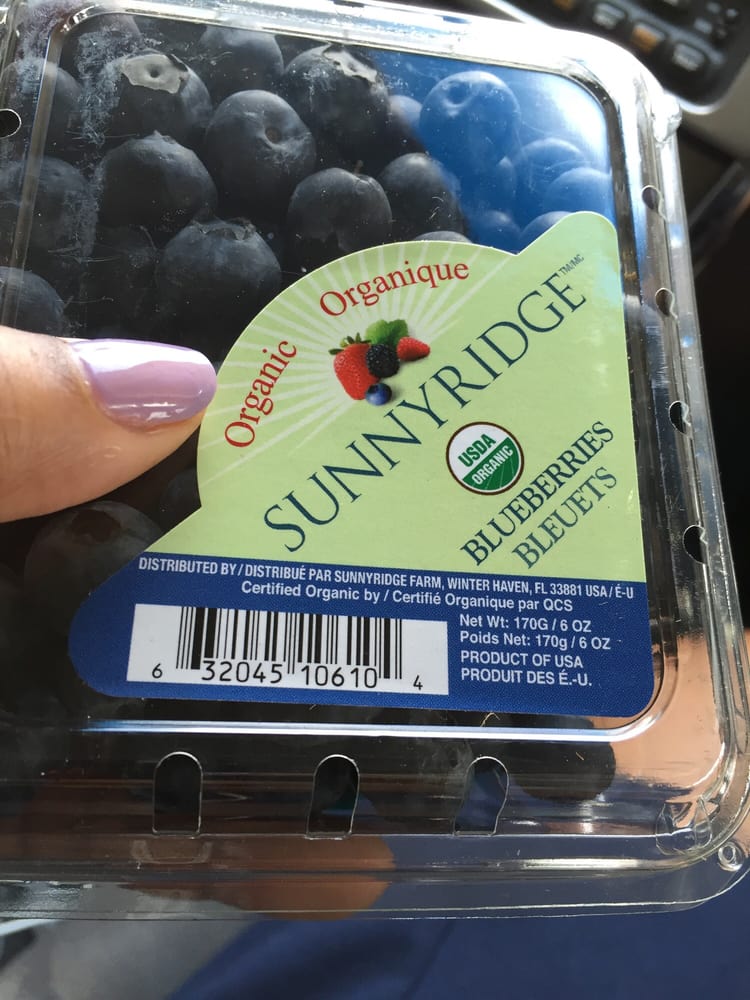 Organic Organique
SUNNYRIDGE TM/MC
USDA
ORGANIC
BLUEBERRIES
BLEUETS
DISTRIBUTED BY / DISTRIBUÉ PAR SUNNYRIDGE FARM, WINTER HAVEN, FL 33881 USA / É-U
Certified Organic by / Certifié Organique par QCS
Net Wt: 170G / 6 OZ
Poids Net: 170g / 6 OZ
PRODUCT OF USA
PRODUIT DES É.-U.
6 32045 10610 4